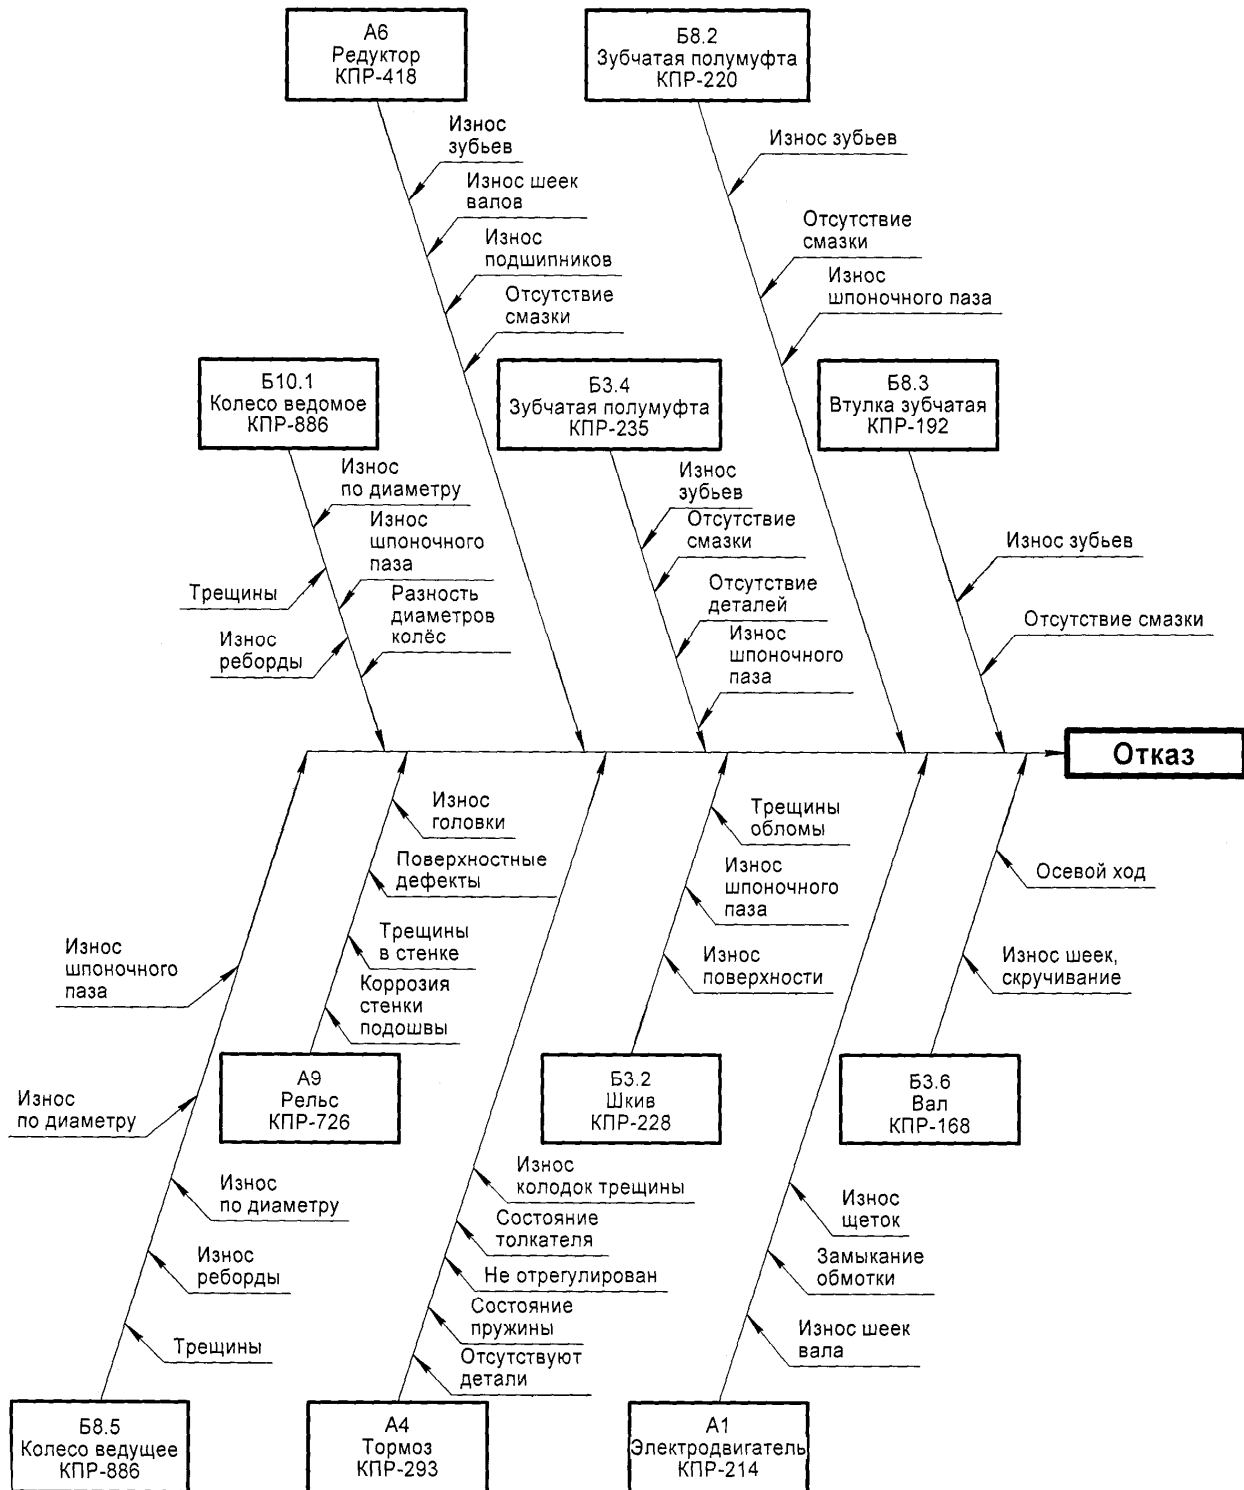 А6
Редуктор
КПР-418
Б8.2
Зубчатая полумуфта
КПР-220
Износ
зубьев
Износ шеек
валов
Износ
подшипников
Отсутствие
смазки
Износ зубьев
Отсутствие
смазки
Износ
шпоночного паза
Б10.1
Колесо ведомое
КПР-886
Б3.4
Зубчатая полумуфта
КПР-235
Б8.3
Втулка зубчатая
КПР-192
Износ
по диаметру
Износ
шпоночного
паза
Трещины
Разность
диаметров
колёс
Износ
реборды
Износ
зубьев
Отсутствие
смазки
Отсутствие
деталей
Износ
шпоночного
паза
Износ зубьев
Отсутствие смазки
Отказ
Износ
головки
Поверхностные
дефекты
Трещины
в стенке
Коррозия
стенки
подошвы
Трещины
обломы
Износ
шпоночного
паза
Износ
поверхности
Осевой ход
Износ шеек,
скручивание
Износ
шпоночного
паза
А9
Рельс
КПР-726
Б3.2
Шкив
КПР-228
Б3.6
Вал
КПР-168
Износ
по диаметру
Износ
по диаметру
Износ
реборды
Трещины
Износ
колодок трещины
Состояние
толкателя
Не отрегулирован
Состояние
пружины
Отсутствуют
детали
Износ
щеток
Замыкание
обмотки
Износ шеек
вала
Б8.5
Колесо ведущее
КПР-886
А4
Тормоз
КПР-293
А1
Электродвигатель
КПР-214